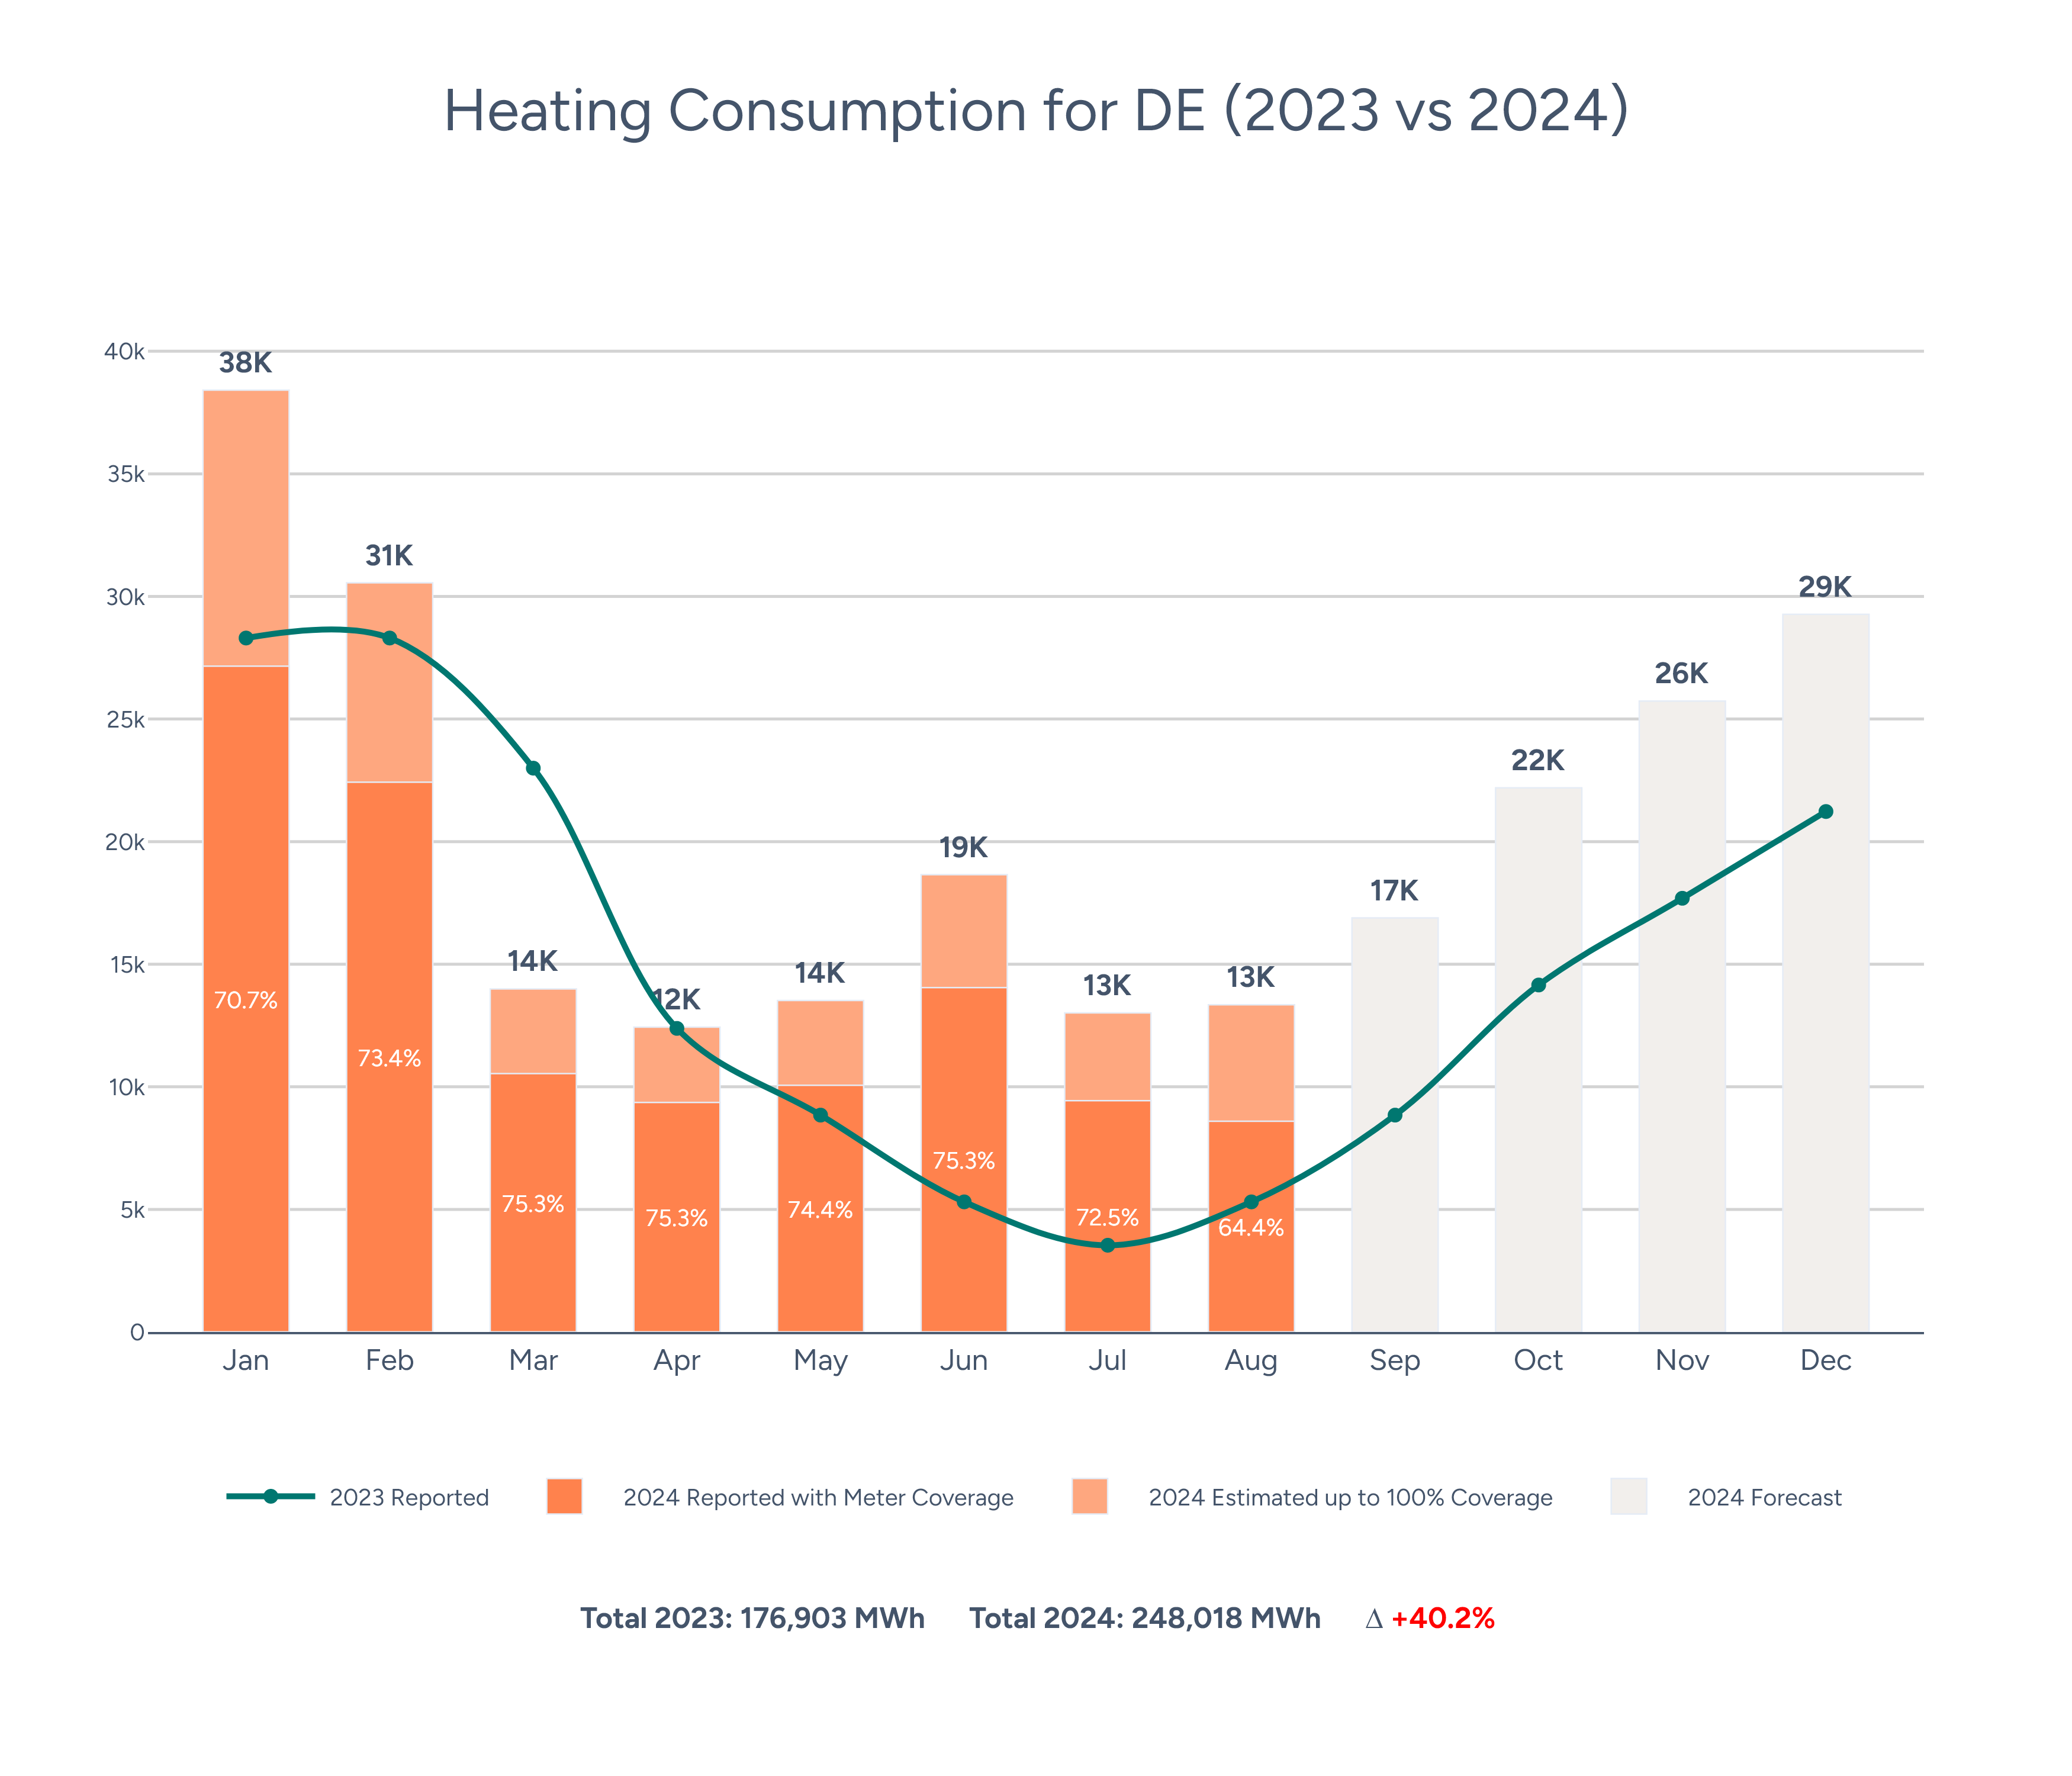 Heating Consumption for DE (2023 vs 2024)
40k
35k
30k
25k
20k
15k
10k
5k
0
38K
31K
14K
12K
14K
19K
13K
13K
17K
22K
26K
29K
70.7%
73.4%
75.3%
75.3%
74.4%
75.3%
72.5%
64.4%
Jan Feb Mar Apr May Jun Jul Aug Sep Oct Nov Dec
2023 Reported 2024 Reported with Meter Coverage 2024 Estimated up to 100% Coverage 2024 Forecast
Total 2023: 176,903 MWh Total 2024: 248,018 MWh Δ +40.2%